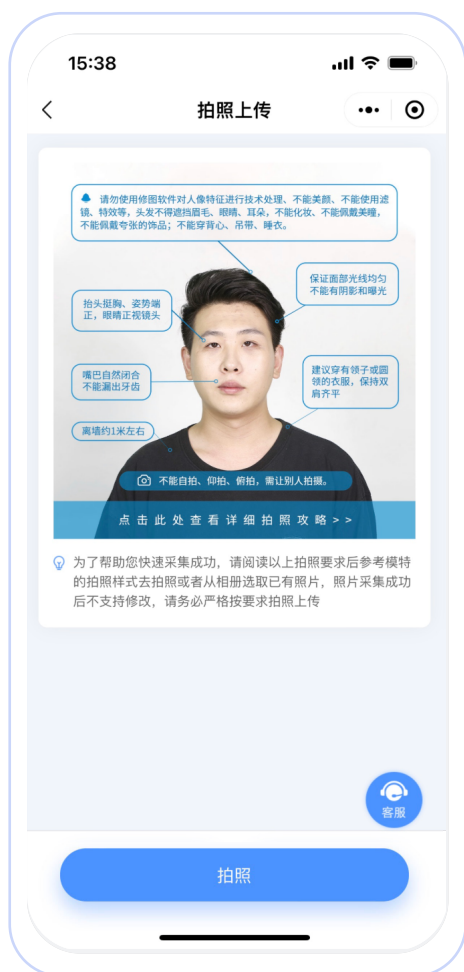 15:38
拍照上传
请勿使用修图软件对人像特征进行技术处理、不能美颜、不能使用滤
镜、特效等，头发不得遮挡眉毛、眼睛、耳朵，不能化妆、不能佩戴美瞳，
不能佩戴夸张的饰品；不能穿背心、吊带、睡衣。
保证面部光线均匀
不能有阴影和曝光
抬头挺胸、姿势端
正，眼睛正视镜头
嘴巴自然闭合
不能漏出牙齿
建议穿有领子或圆
领的衣服，保持双
肩齐平
离墙约1米左右
不能自拍、仰拍、俯拍，需让别人拍摄。
点击此处查看详细拍照攻略>>
为了帮助您快速采集成功，请阅读以上拍照要求后参考模特
的拍照样式去拍照或者从相册选取已有照片，照片采集成功
后不支持修改，请务必严格按要求拍照上传
客服
拍照